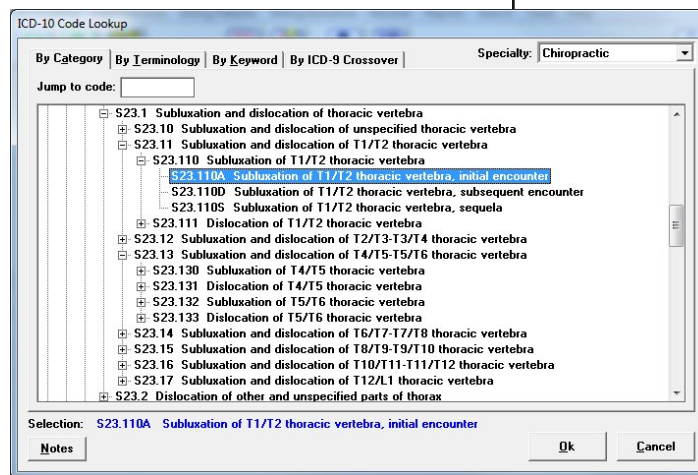 ICD-10 Code Lookup
By Category By Terminology By Keyword By ICD-9 Crossover Specialty: Chiropractic
Jump to code:
S23.1 Subluxation and dislocation of thoracic vertebra
S23.10 Subluxation and dislocation of unspecified thoracic vertebra
S23.11 Subluxation and dislocation of T1/T2 thoracic vertebra
S23.110 Subluxation of T1/T2 thoracic vertebra
S23.110A Subluxation of T1/T2 thoracic vertebra, initial encounter
S23.110D Subluxation of T1/T2 thoracic vertebra, subsequent encounter
S23.110S Subluxation of T1/T2 thoracic vertebra, sequela
S23.111 Dislocation of T1/T2 thoracic vertebra
S23.12 Subluxation and dislocation of T2/T3-T3/T4 thoracic vertebra
S23.13 Subluxation and dislocation of T4/T5-T5/T6 thoracic vertebra
S23.130 Subluxation of T4/T5 thoracic vertebra
S23.131 Dislocation of T4/T5 thoracic vertebra
S23.132 Subluxation of T5/T6 thoracic vertebra
S23.133 Dislocation of T5/T6 thoracic vertebra
S23.14 Subluxation and dislocation of T6/T7-T7/T8 thoracic vertebra
S23.15 Subluxation and dislocation of T8/T9-T9/T10 thoracic vertebra
S23.16 Subluxation and dislocation of T10/T11-T11/T12 thoracic vertebra
S23.17 Subluxation and dislocation of T12/L1 thoracic vertebra
S23.2 Dislocation of other and unspecified parts of thorax
Selection: S23.110A Subluxation of T1/T2 thoracic vertebra, initial encounter
Notes Ok Cancel